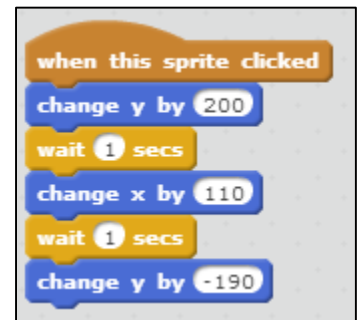 when this sprite clicked
change y by 200
wait 1 secs
change x by 110
wait 1 secs
change y by -190